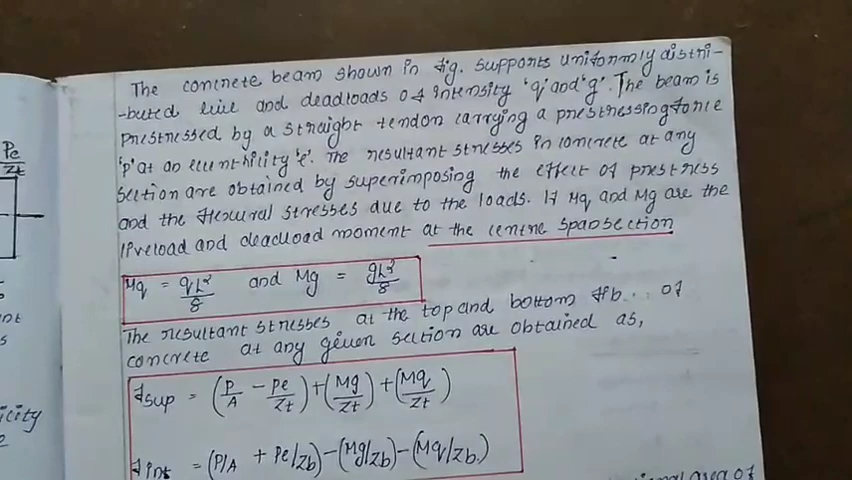 The concrete beam shown in fig. supports uniformly distri-
-buted live and deadloads of intensity 'q' and 'g'. The beam is
prestressed by a straight tendon carrying a prestressing force
'p' at an eccentricity 'e'. The resultant stresses in concrete at any
section are obtained by superimposing the effect of prestress
and the flexural stresses due to the loads. If Mq and Mg are the
liveload and deadload moment at the centre span section
Mq = qL²/8 and Mg = gL²/8
The resultant stresses at the top and bottom fib.. of
concrete at any given section are obtained as,
fsup = (P/A - Pe/Zt) + (Mg/Zt) + (Mq/Zt)
finf = (P/A + Pe/Zb) - (Mg/Zb) - (Mq/Zb)
Pe/Zt
icity
area of